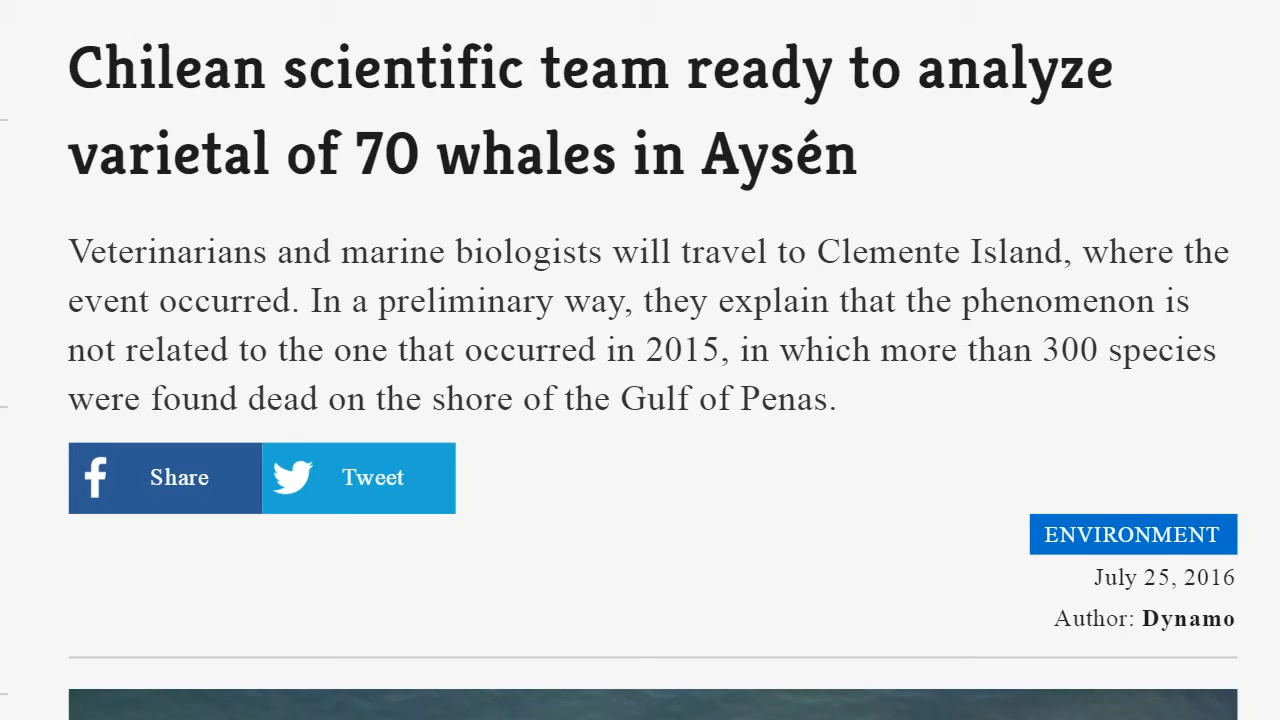 Chilean scientific team ready to analyze
varietal of 70 whales in Aysén
Veterinarians and marine biologists will travel to Clemente Island, where the
event occurred. In a preliminary way, they explain that the phenomenon is
not related to the one that occurred in 2015, in which more than 300 species
were found dead on the shore of the Gulf of Penas.
Share
Tweet
ENVIRONMENT
July 25, 2016
Author: Dynamo